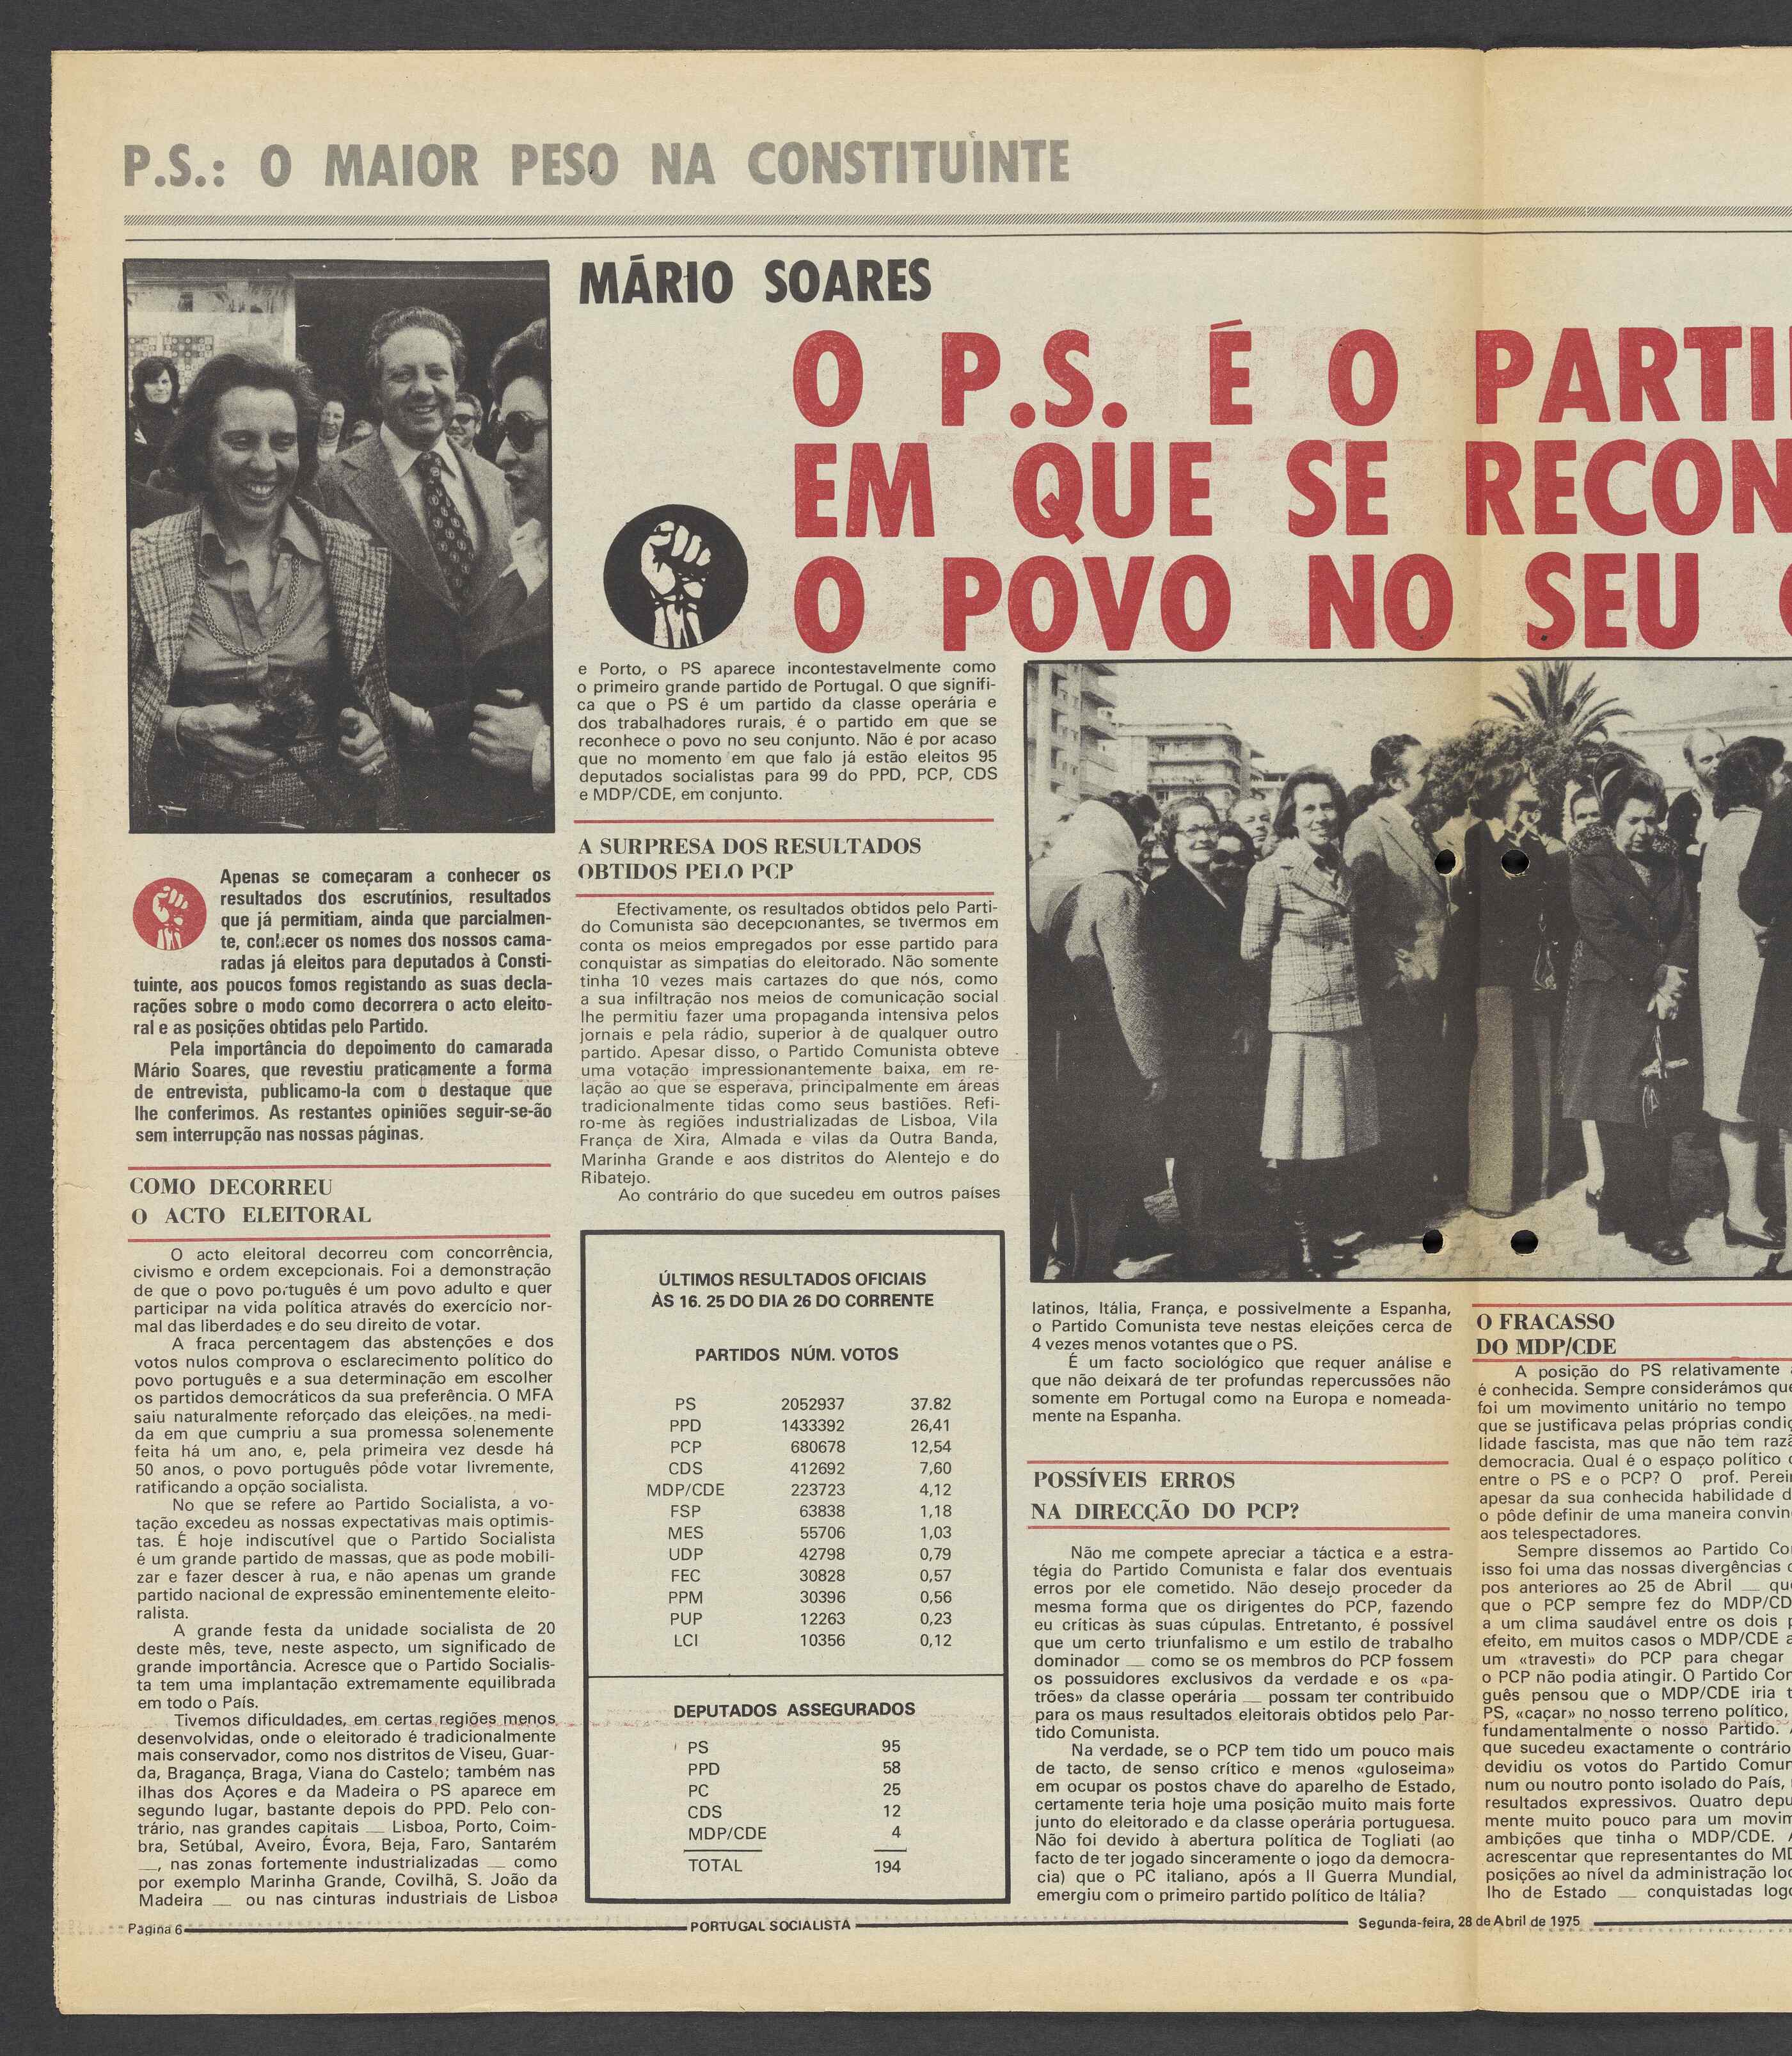 P.S.: O MAIOR PESO NA CONSTITUINTE
MÁRIO SOARES
O P.S. É O PARTI
EM QUE SE RECON
O POVO NO SEU
Apenas se começaram a conhecer os
resultados dos escrutínios, resultados
que já permitiam, ainda que parcialmen-
te, conhecer os nomes dos nossos cama-
radas já eleitos para deputados à Consti-
tuinte, aos poucos fomos registando as suas decla-
rações sobre o modo como decorrera o acto eleito-
ral e as posições obtidas pelo Partido.
Pela importância do depoimento do camarada
Mário Soares, que revestiu praticamente a forma
de entrevista, publicamo-la com o destaque que
lhe conferimos. As restantes opiniões seguir-se-ão
sem interrupção nas nossas páginas.
COMO DECORREU
O ACTO ELEITORAL
O acto eleitoral decorreu com concorrência,
civismo e ordem excepcionais. Foi a demonstração
de que o povo português é um povo adulto e quer
participar na vida política através do exercício nor-
mal das liberdades e do seu direito de votar.
A fraca percentagem das abstenções e dos
votos nulos comprova o esclarecimento político do
povo português e a sua determinação em escolher
os partidos democráticos da sua preferência. O MFA
saiu naturalmente reforçado das eleições, na medi-
da em que cumpriu a sua promessa solenemente
feita há um ano, e, pela primeira vez desde há
50 anos, o povo português pôde votar livremente,
ratificando a opção socialista.
No que se refere ao Partido Socialista, a vo-
tação excedeu as nossas expectativas mais optimis-
tas. É hoje indiscutível que o Partido Socialista
é um grande partido de massas, que as pode mobili-
zar e fazer descer à rua, e não apenas um grande
partido nacional de expressão eminentemente eleito-
ralista.
A grande festa da unidade socialista de 20
deste mês, teve, neste aspecto, um significado de
grande importância. Acresce que o Partido Socialis-
ta tem uma implantação extremamente equilibrada
em todo o País.
Tivemos dificuldades, em certas regiões menos
desenvolvidas, onde o eleitorado é tradicionalmente
mais conservador, como nos distritos de Viseu, Guar-
da, Bragança, Braga, Viana do Castelo; também nas
ilhas dos Açores e da Madeira o PS aparece em
segundo lugar, bastante depois do PPD. Pelo con-
trário, nas grandes capitais — Lisboa, Porto, Coim-
bra, Setúbal, Aveiro, Évora, Beja, Faro, Santarém
—, nas zonas fortemente industrializadas — como
por exemplo Marinha Grande, Covilhã, S. João da
Madeira — ou nas cinturas industriais de Lisboa
e Porto, o PS aparece incontestavelmente como
o primeiro grande partido de Portugal. O que signifi-
ca que o PS é um partido da classe operária e
dos trabalhadores rurais, é o partido em que se
reconhece o povo no seu conjunto. Não é por acaso
que no momento em que falo já estão eleitos 95
deputados socialistas para 99 do PPD, PCP, CDS
e MDP/CDE, em conjunto.
A SURPRESA DOS RESULTADOS
OBTIDOS PELO PCP
Efectivamente, os resultados obtidos pelo Parti-
do Comunista são decepcionantes, se tivermos em
conta os meios empregados por esse partido para
conquistar as simpatias do eleitorado. Não somente
tinha 10 vezes mais cartazes do que nós, como
a sua infiltração nos meios de comunicação social
lhe permitiu fazer uma propaganda intensiva pelos
jornais e pela rádio, superior à de qualquer outro
partido. Apesar disso, o Partido Comunista obteve
uma votação impressionantemente baixa, em re-
lação ao que se esperava, principalmente em áreas
tradicionalmente tidas como seus bastiões. Refi-
ro-me às regiões industrializadas de Lisboa, Vila
França de Xira, Almada e vilas da Outra Banda,
Marinha Grande e aos distritos do Alentejo e do
Ribatejo.
Ao contrário do que sucedeu em outros países
ÚLTIMOS RESULTADOS OFICIAIS
ÀS 16. 25 DO DIA 26 DO CORRENTE
PARTIDOS NÚM. VOTOS
PS 2052937 37.82
PPD 1433392 26,41
PCP 680678 12,54
CDS 412692 7,60
MDP/CDE 223723 4,12
FSP 63838 1,18
MES 55706 1,03
UDP 42798 0,79
FEC 30828 0,57
PPM 30396 0,56
PUP 12263 0,23
LCI 10356 0,12
DEPUTADOS ASSEGURADOS
PS 95
PPD 58
PC 25
CDS 12
MDP/CDE 4
TOTAL 194
latinos, Itália, França, e possivelmente a Espanha,
o Partido Comunista teve nestas eleições cerca de
4 vezes menos votantes que o PS.
É um facto sociológico que requer análise e
que não deixará de ter profundas repercussões não
somente em Portugal como na Europa e nomeada-
mente na Espanha.
POSSÍVEIS ERROS
NA DIRECÇÃO DO PCP?
Não me compete apreciar a táctica e a estra-
tégia do Partido Comunista e falar dos eventuais
erros por ele cometido. Não desejo proceder da
mesma forma que os dirigentes do PCP, fazendo
eu críticas às suas cúpulas. Entretanto, é possível
que um certo triunfalismo e um estilo de trabalho
dominador — como se os membros do PCP fossem
os possuidores exclusivos da verdade e os «pa-
trões» da classe operária — possam ter contribuido
para os maus resultados eleitorais obtidos pelo Par-
tido Comunista.
Na verdade, se o PCP tem tido um pouco mais
de tacto, de senso crítico e menos «guloseima»
em ocupar os postos chave do aparelho de Estado,
certamente teria hoje uma posição muito mais forte
junto do eleitorado e da classe operária portuguesa.
Não foi devido à abertura política de Togliati (ao
facto de ter jogado sinceramente o jogo da democra-
cia) que o PC italiano, após a II Guerra Mundial,
emergiu com o primeiro partido político de Itália?
O FRACASSO
DO MDP/CDE
A posição do PS relativamente
é conhecida. Sempre considerámos que
foi um movimento unitário no tempo
que se justificava pelas próprias condiç
lidade fascista, mas que não tem razã
democracia. Qual é o espaço político
entre o PS e o PCP? O prof. Perei
apesar da sua conhecida habilidade d
o pôde definir de uma maneira convin
aos telespectadores.
Sempre dissemos ao Partido Co
isso foi uma das nossas divergências
pos anteriores ao 25 de Abril — qu
que o PCP sempre fez do MDP/CD
a um clima saudável entre os dois p
efeito, em muitos casos o MDP/CDE a
um «travesti» do PCP para chegar
o PCP não podia atingir. O Partido Co
guês pensou que o MDP/CDE iria t
PS, «caçar» no nosso terreno político,
fundamentalmente o nosso Partido.
que sucedeu exactamente o contrário
devidiu os votos do Partido Comun
num ou noutro ponto isolado do País,
resultados expressivos. Quatro depu
mente muito pouco para um movim
ambições que tinha o MDP/CDE.
acrescentar que representantes do MD
posições ao nível da administração loc
lho de Estado — conquistadas logo
Página 6
PORTUGAL SOCIALISTA
Segunda-feira, 28 de Abril de 1975